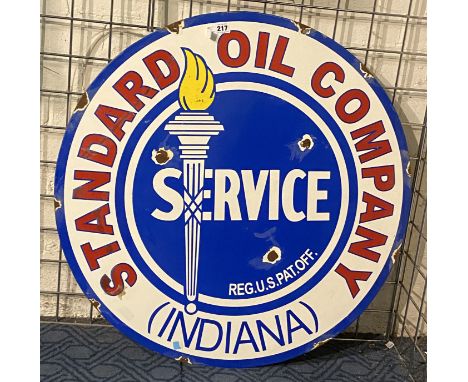 217
STANDARD OIL COMPANY
SERVICE
REG.U.S.PAT.OFF.
(INDIANA)